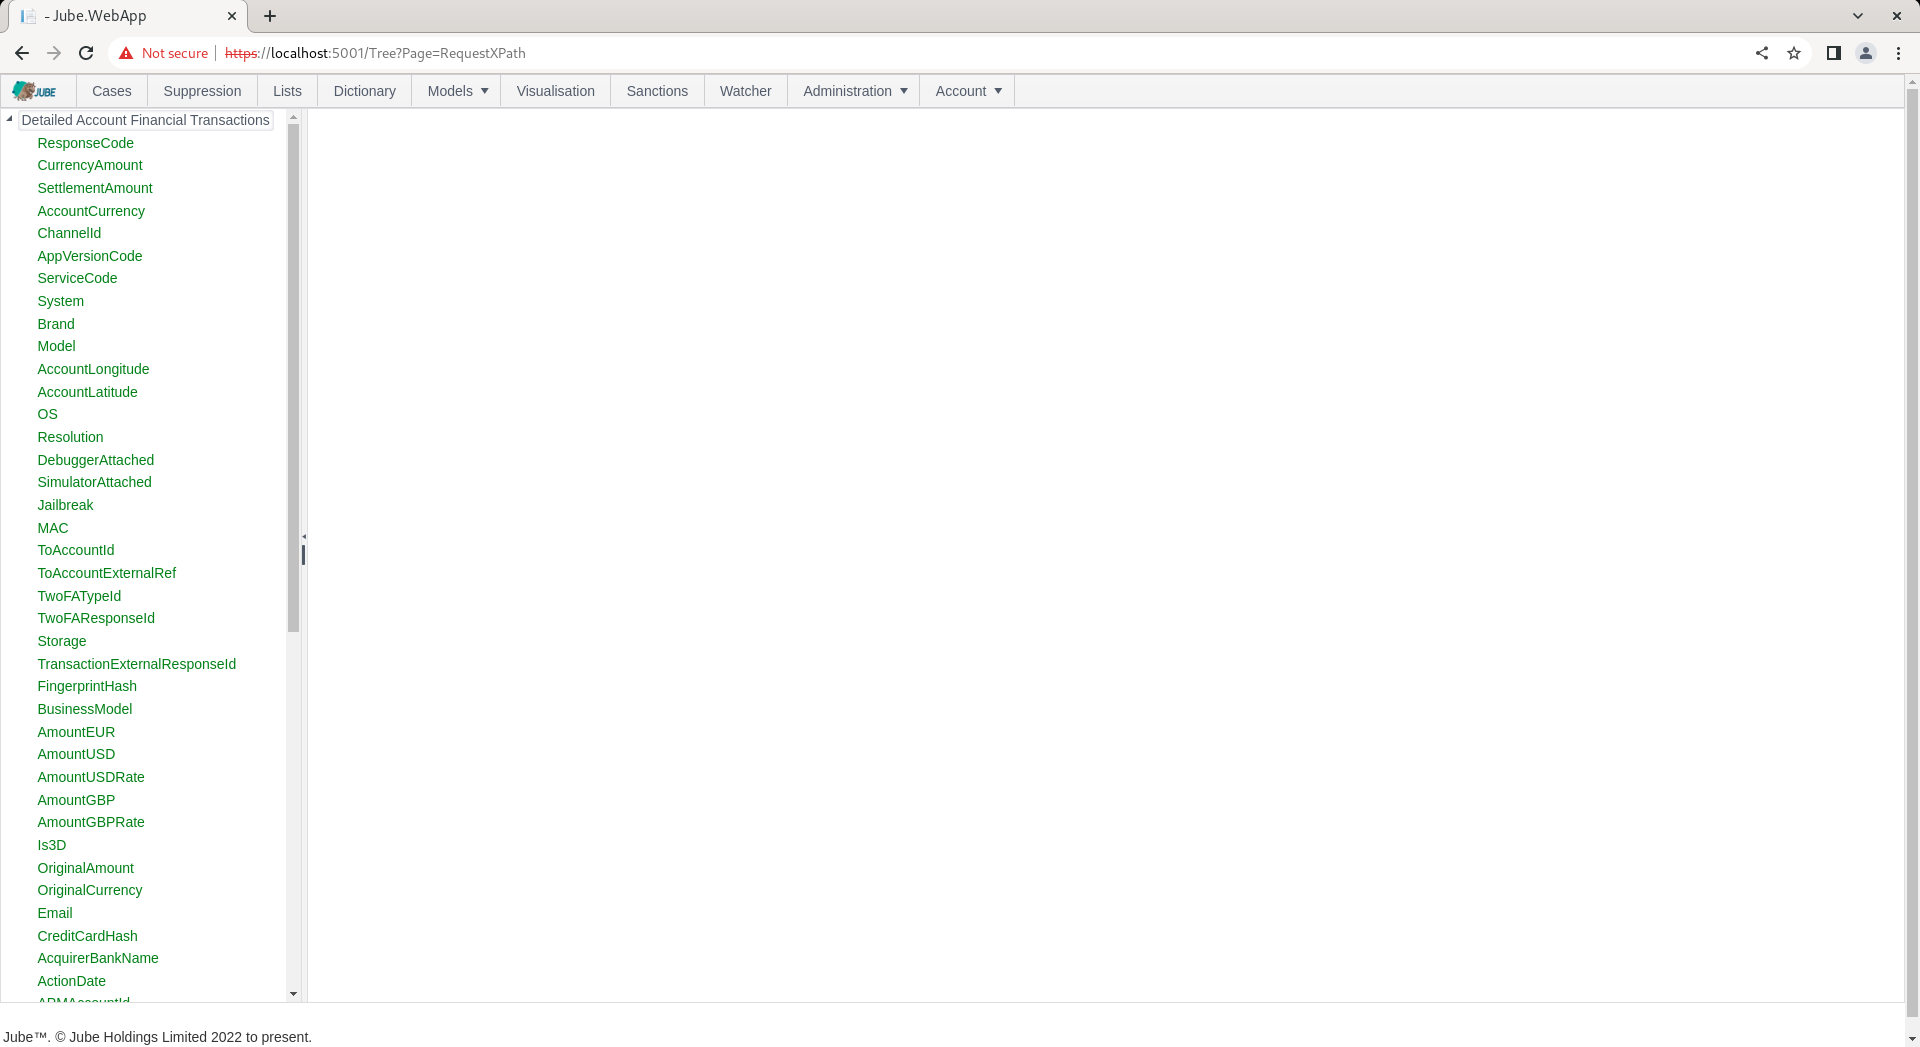 - Jube.WebApp
Not secure https://localhost:5001/Tree?Page=RequestXPath
JUBE Cases Suppression Lists Dictionary Models Visualisation Sanctions Watcher Administration Account
Detailed Account Financial Transactions
ResponseCode
CurrencyAmount
SettlementAmount
AccountCurrency
ChannelId
AppVersionCode
ServiceCode
System
Brand
Model
AccountLongitude
AccountLatitude
OS
Resolution
DebuggerAttached
SimulatorAttached
Jailbreak
MAC
ToAccountId
ToAccountExternalRef
TwoFATypeId
TwoFAResponseId
Storage
TransactionExternalResponseId
FingerprintHash
BusinessModel
AmountEUR
AmountUSD
AmountUSDRate
AmountGBP
AmountGBPRate
Is3D
OriginalAmount
OriginalCurrency
Email
CreditCardHash
AcquirerBankName
ActionDate
APMAccountId
Jube™. © Jube Holdings Limited 2022 to present.